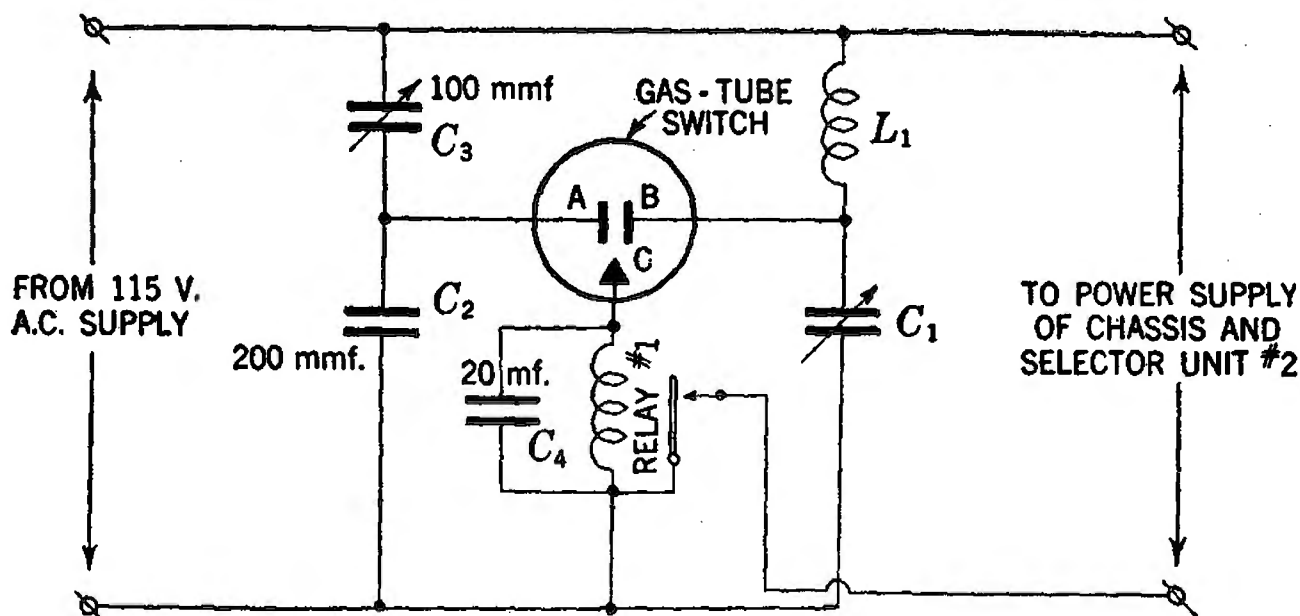 100 mmf
C₃
GAS-TUBE
SWITCH
L₁
A
B
C
FROM 115 V.
A.C. SUPPLY
C₂
200 mmf.
20 mf.
C₄
RELAY #1
C₁
TO POWER SUPPLY
OF CHASSIS AND
SELECTOR UNIT #2